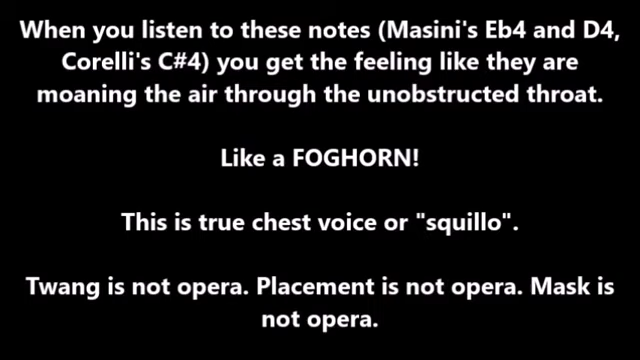 When you listen to these notes (Masini's Eb4 and D4,
Corelli's C#4) you get the feeling like they are
moaning the air through the unobstructed throat.
Like a FOGHORN!
This is true chest voice or "squillo".
Twang is not opera. Placement is not opera. Mask is
not opera.